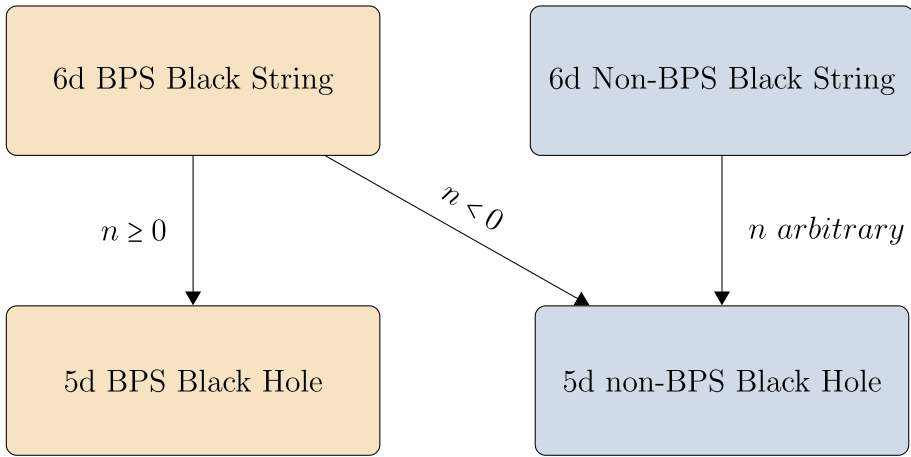 6d BPS Black String
6d Non-BPS Black String
n < 0
n ≥ 0
n arbitrary
5d BPS Black Hole
5d non-BPS Black Hole